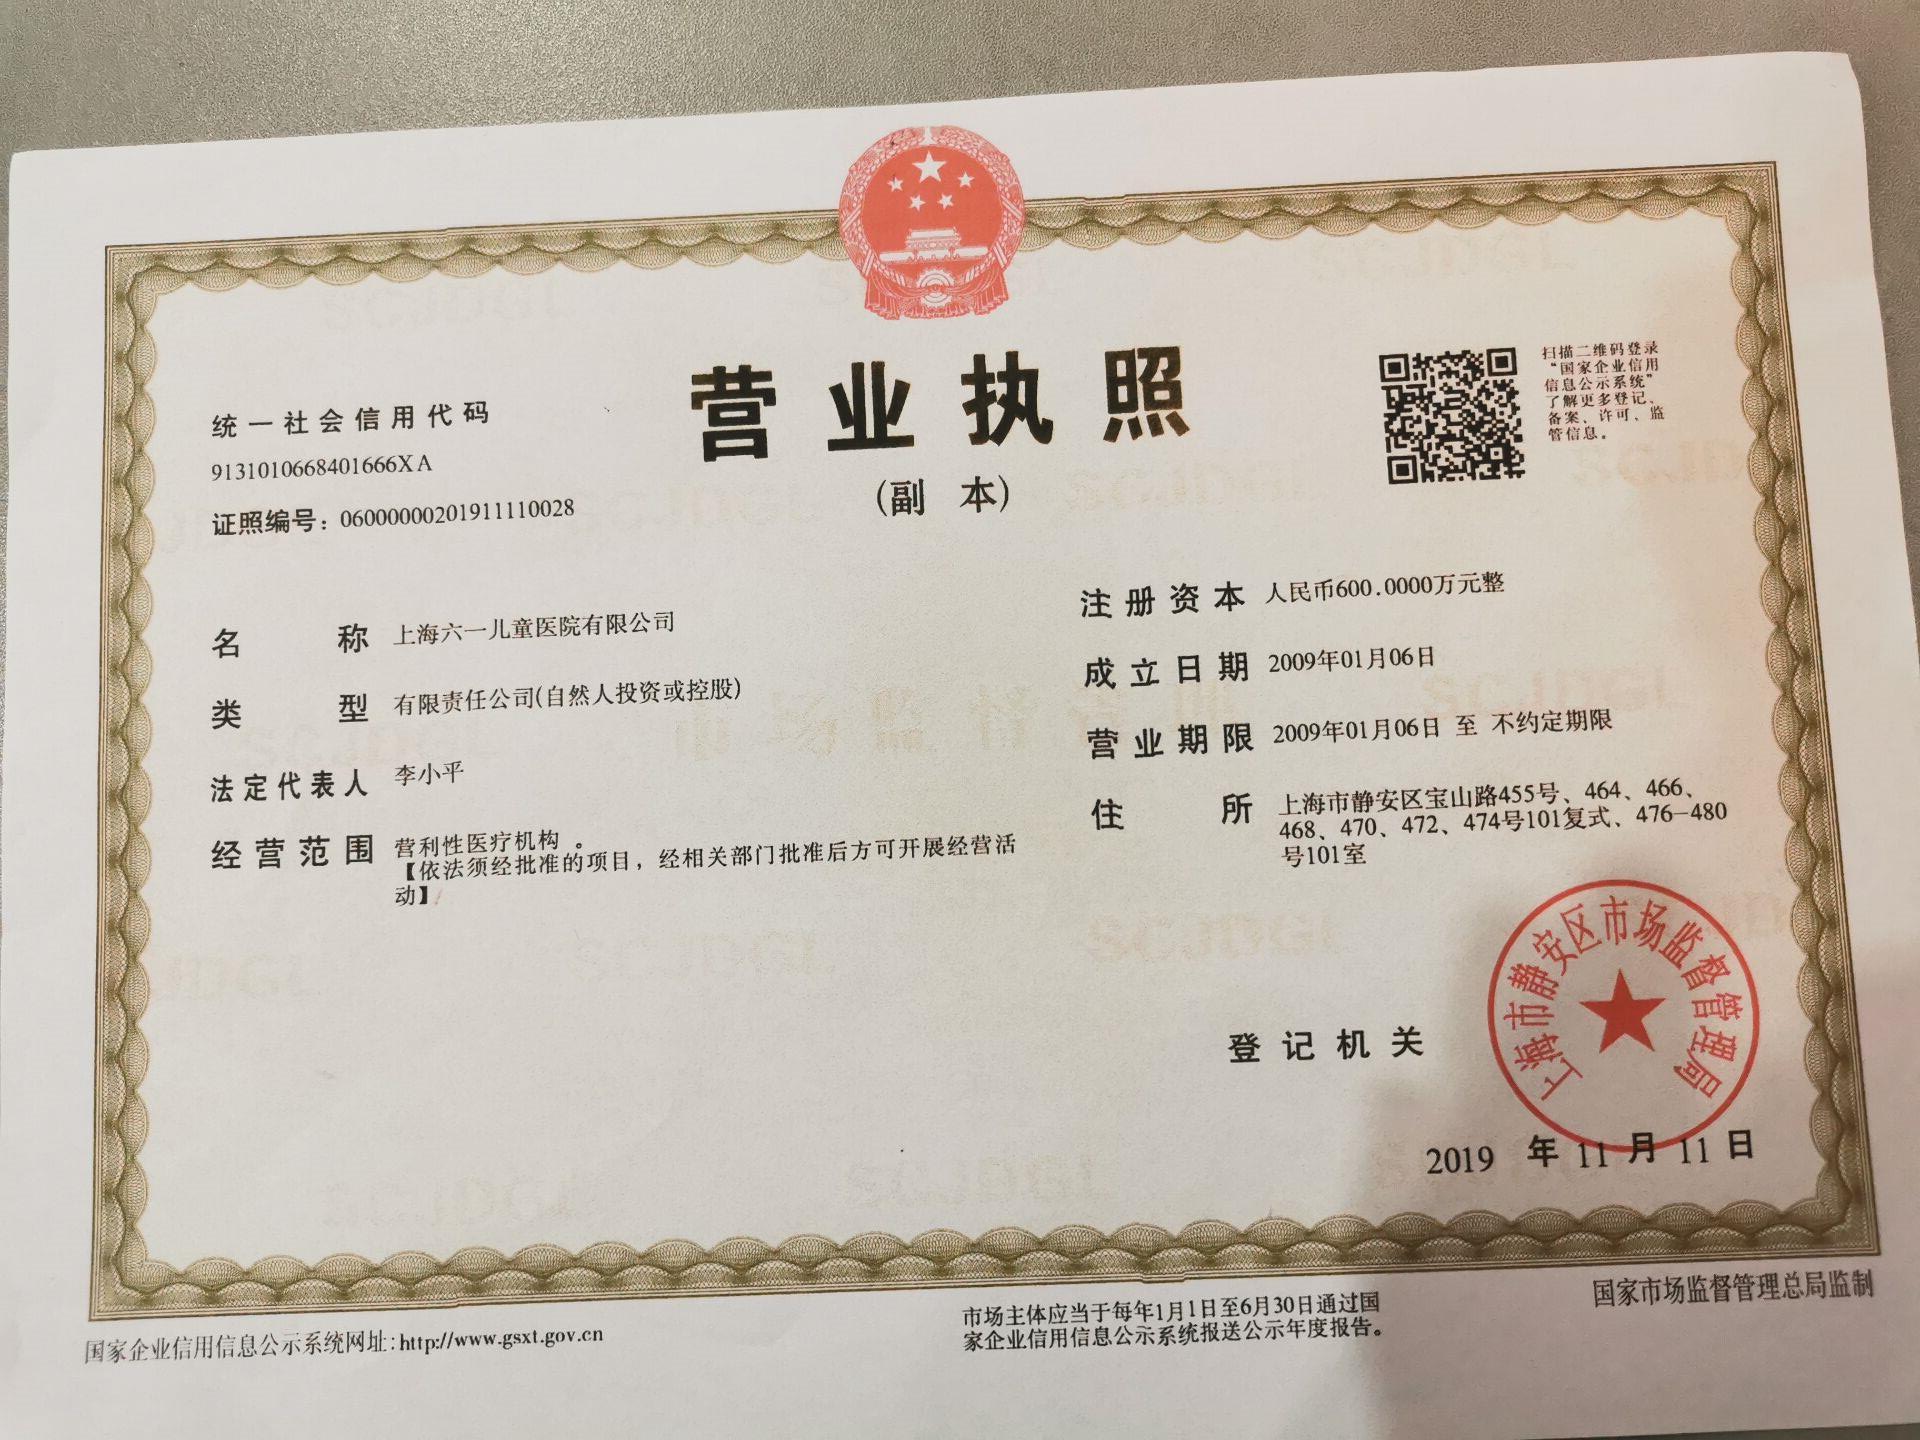 营业执照
(副 本)
统一社会信用代码
9131010668401666XA
证照编号：06000000201911110028
扫描二维码登录
“国家企业信用
信息公示系统”
了解更多登记、
备案、许可、监
管信息。
名 称 上海六一儿童医院有限公司
类 型 有限责任公司(自然人投资或控股)
法定代表人 李小平
经营范围 营利性医疗机构 。
【依法须经批准的项目，经相关部门批准后方可开展经营活
动】
注册资本 人民币600.0000万元整
成立日期 2009年01月06日
营业期限 2009年01月06日 至 不约定期限
住 所 上海市静安区宝山路455号、464、466、
468、470、472、474号101复式、476—480
号101室
登记机关
上海市静安区市场监督管理局
2019 年 11 月 11 日
国家企业信用信息公示系统网址：http://www.gsxt.gov.cn
市场主体应当于每年1月1日至6月30日通过国
家企业信用信息公示系统报送公示年度报告。
国家市场监督管理总局监制
SCJDGL